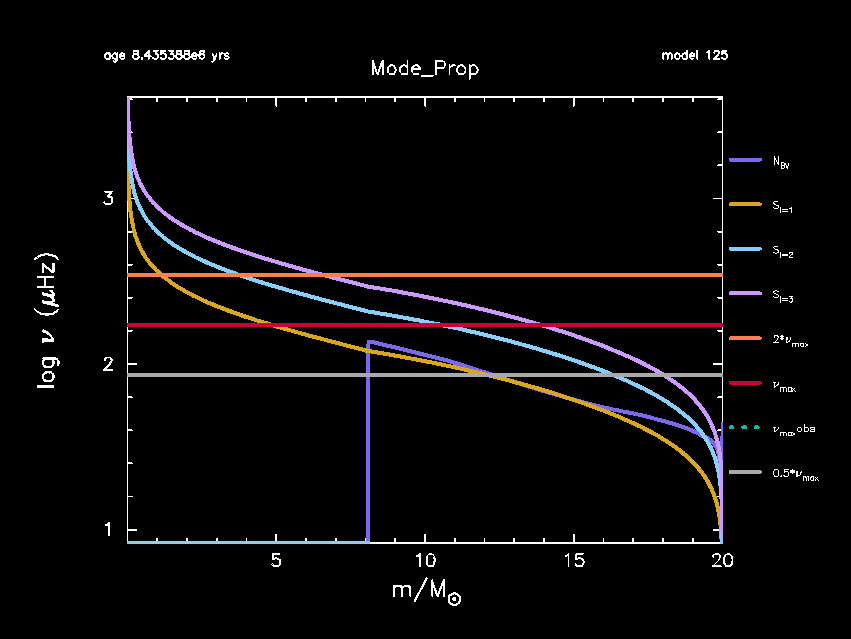 age 8.435388e6 yrs
model 125
Mode_Prop
log ν (μHz)
3
2
1
5
10
15
20
m/M⊙
N_BV
S_l=1
S_l=2
S_l=3
2*ν_max
ν_max
ν_max obs
0.5*ν_max